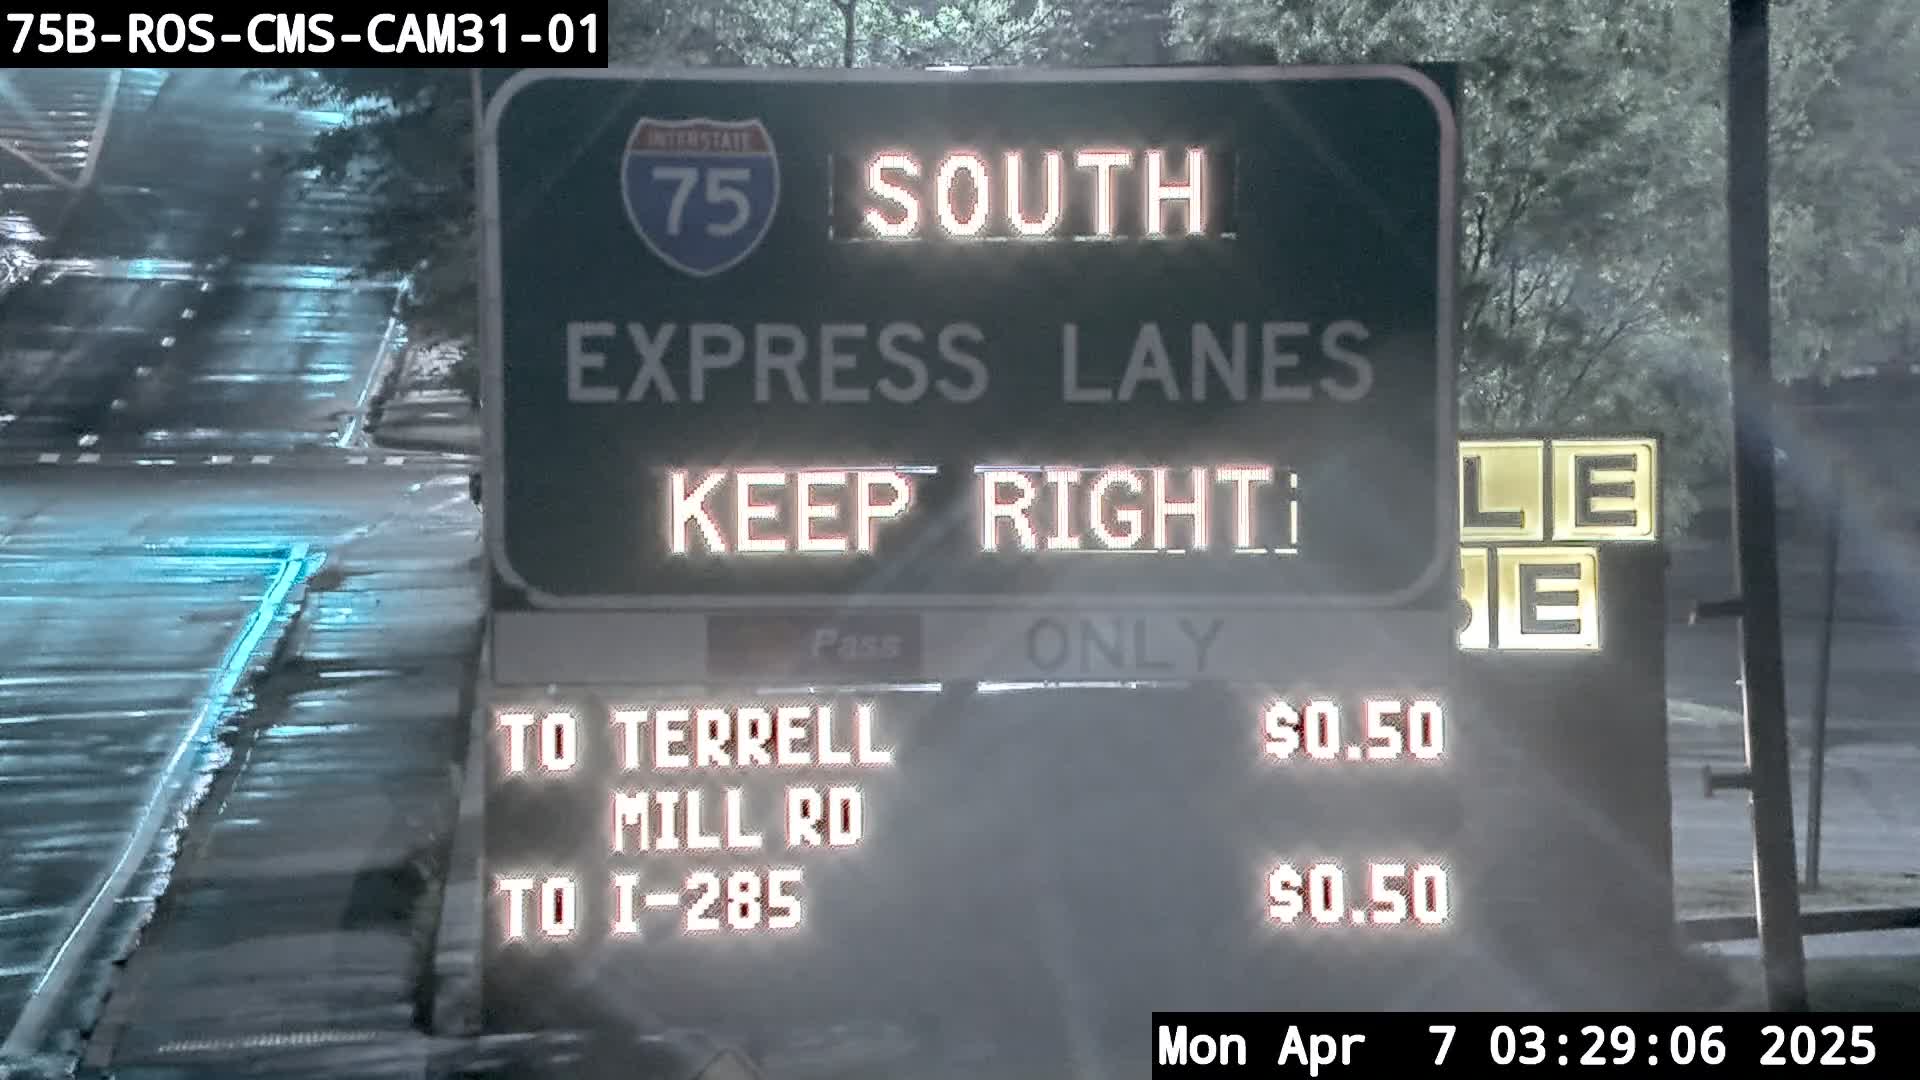 75B-ROS-CMS-CAM31-01
INTERSTATE
75
SOUTH
EXPRESS LANES
KEEP RIGHT
Pass ONLY
TO TERRELL $0.50
MILL RD
TO I-285 $0.50
LE
E
Mon Apr 7 03:29:06 2025